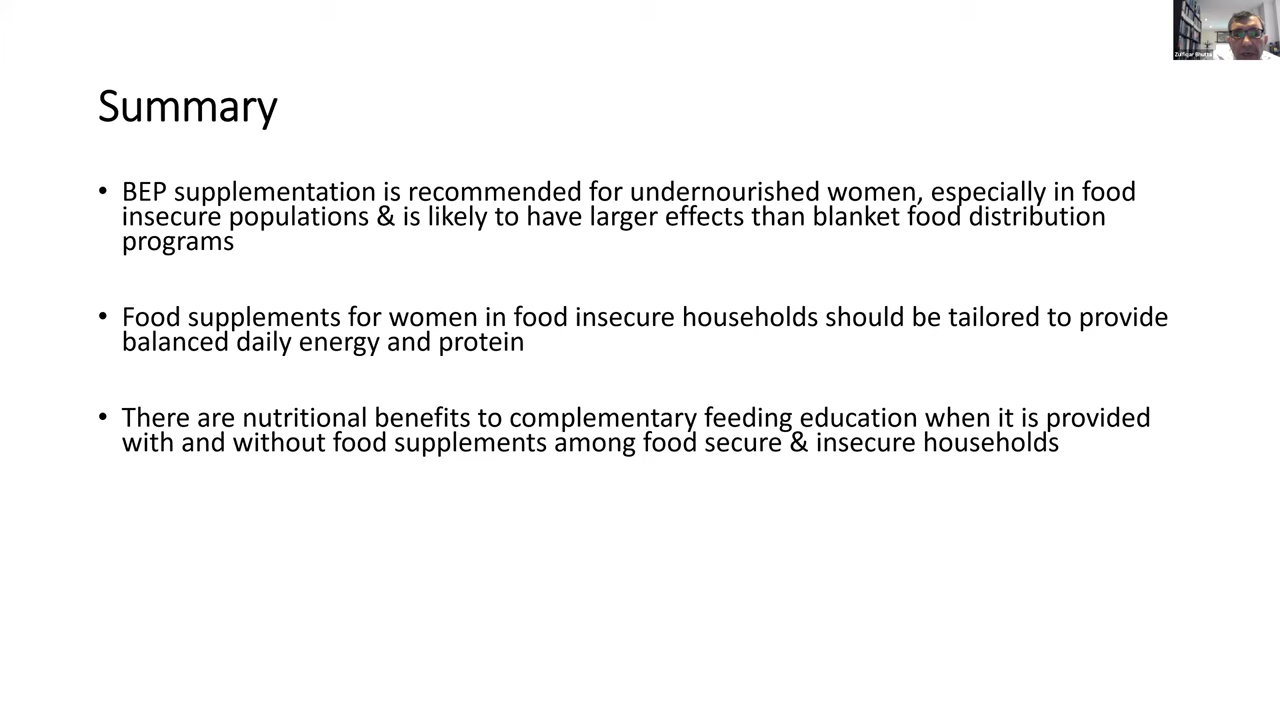 Zulfiqar Bhutta
Summary
• BEP supplementation is recommended for undernourished women, especially in food
insecure populations & is likely to have larger effects than blanket food distribution
programs
• Food supplements for women in food insecure households should be tailored to provide
balanced daily energy and protein
• There are nutritional benefits to complementary feeding education when it is provided
with and without food supplements among food secure & insecure households